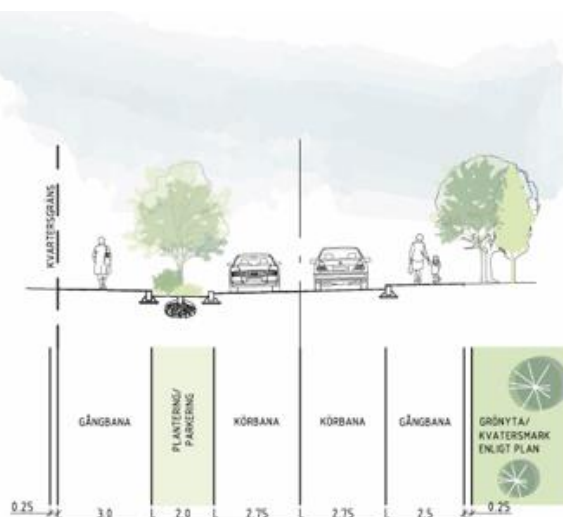 KVARTERSGRÄNS
GÅNGBANA
PLANTERING/
PARKERING
KÖRBANA
KÖRBANA
GÅNGBANA
GRÖNYTA/
KVATERSMARK
ENLIGT PLAN
0.25
3.0
2.0
2.75
2.75
2.5
0.25